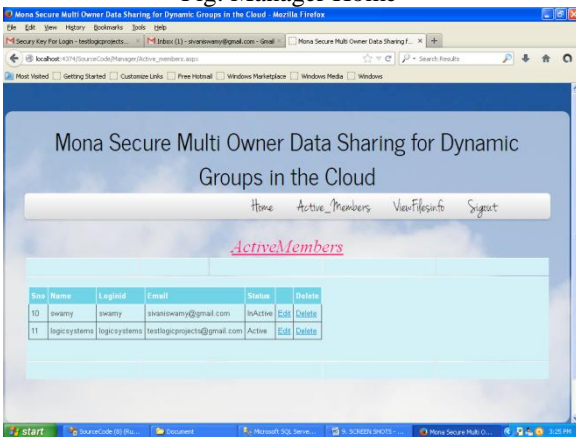 Fig: Manager Home
Mona Secure Multi Owner Data Sharing for Dynamic Groups in the Cloud - Mozilla Firefox
File Edit View History Bookmarks Tools Help
Secury Key For Login - testlogicprojects... × Inbox (1) - sivaniswamy@gmail.com - Gmail × Mona Secure Multi Owner Data Sharing f... × +
localhost:4374/SourceCode/Manager/Active_members.aspx Search Results
Most Visited Getting Started Customize Links Free Hotmail Windows Marketplace Windows Media Windows
Mona Secure Multi Owner Data Sharing for Dynamic
Groups in the Cloud
Home Active_Members ViewFilesinfo Sigout
ActiveMembers
Sno Name Loginid Email Status Delete
10 swamy swamy sivaniswamy@gmail.com InActive Edit Delete
11 logicsystems logicsystems testlogicprojects@gmail.com Active Edit Delete
start SourceCode (8) (Ru... Document Microsoft SQL Serve... 9. SCREEN SHOTS - ... Mona Secure Multi O... 3:25 PM